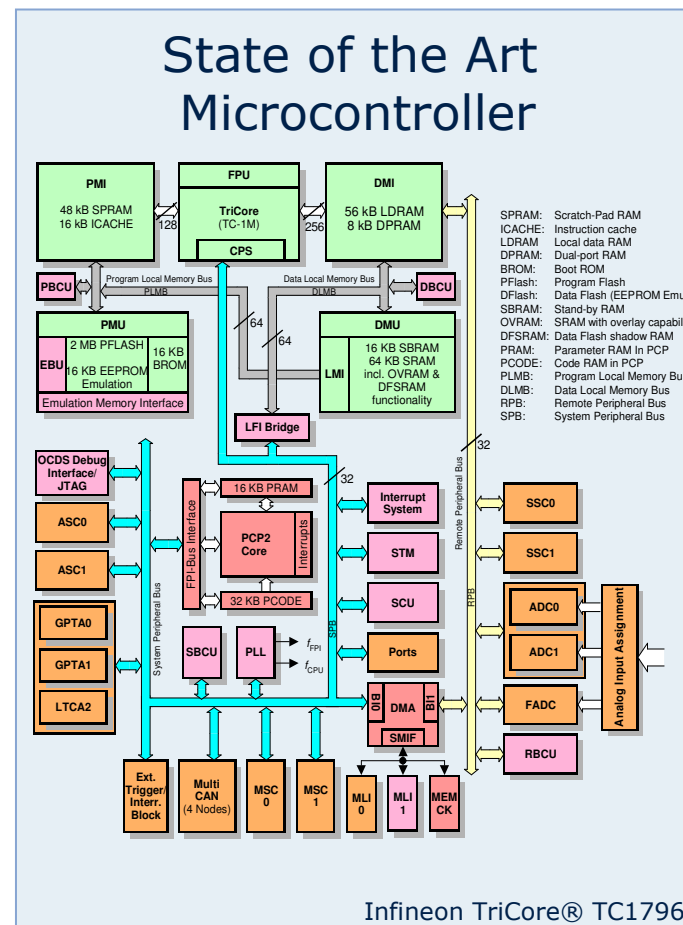 State of the Art
Microcontroller
PMI
48 kB SPRAM
16 kB ICACHE
128
FPU
TriCore
(TC-1M)
CPS
256
DMI
56 kB LDRAM
8 kB DPRAM
SPRAM: Scratch-Pad RAM
ICACHE: Instruction cache
LDRAM Local data RAM
DPRAM: Dual-port RAM
BROM: Boot ROM
PFlash: Program Flash
DFlash: Data Flash (EEPROM Emu
SBRAM: Stand-by RAM
OVRAM: SRAM with overlay capabil
DFSRAM: Data Flash shadow RAM
PRAM: Parameter RAM In PCP
PCODE: Code RAM in PCP
PLMB: Program Local Memory Bu
DLMB: Data Local Memory Bus
RPB: Remote Peripheral Bus
SPB: System Peripheral Bus
PBCU
Program Local Memory Bus
PLMB
Data Local Memory Bus
DLMB
DBCU
64
64
PMU
EBU
2 MB PFLASH
16 KB EEPROM
Emulation
16 KB
BROM
Emulation Memory Interface
DMU
LMI
16 KB SBRAM
64 KB SRAM
incl. OVRAM &
DFSRAM
functionality
LFI Bridge
32
32
Remote Peripheral Bus
RPB
OCDS Debug
Interface/
JTAG
ASC0
ASC1
GPTA0
GPTA1
LTCA2
System Peripheral Bus
FPI-Bus Interface
16 KB PRAM
PCP2
Core
Interrupts
32 KB PCODE
SPB
Interrupt
System
STM
SCU
Ports
SBCU
PLL
fFPI
fCPU
BI0
DMA
BI1
SMIF
SSC0
SSC1
ADC0
ADC1
FADC
RBCU
Analog Input Assignment
Ext.
Trigger/
Interr.
Block
Multi
CAN
(4 Nodes)
MSC
0
MSC
1
MLI
0
MLI
1
MEM
CK
Infineon TriCore® TC1796